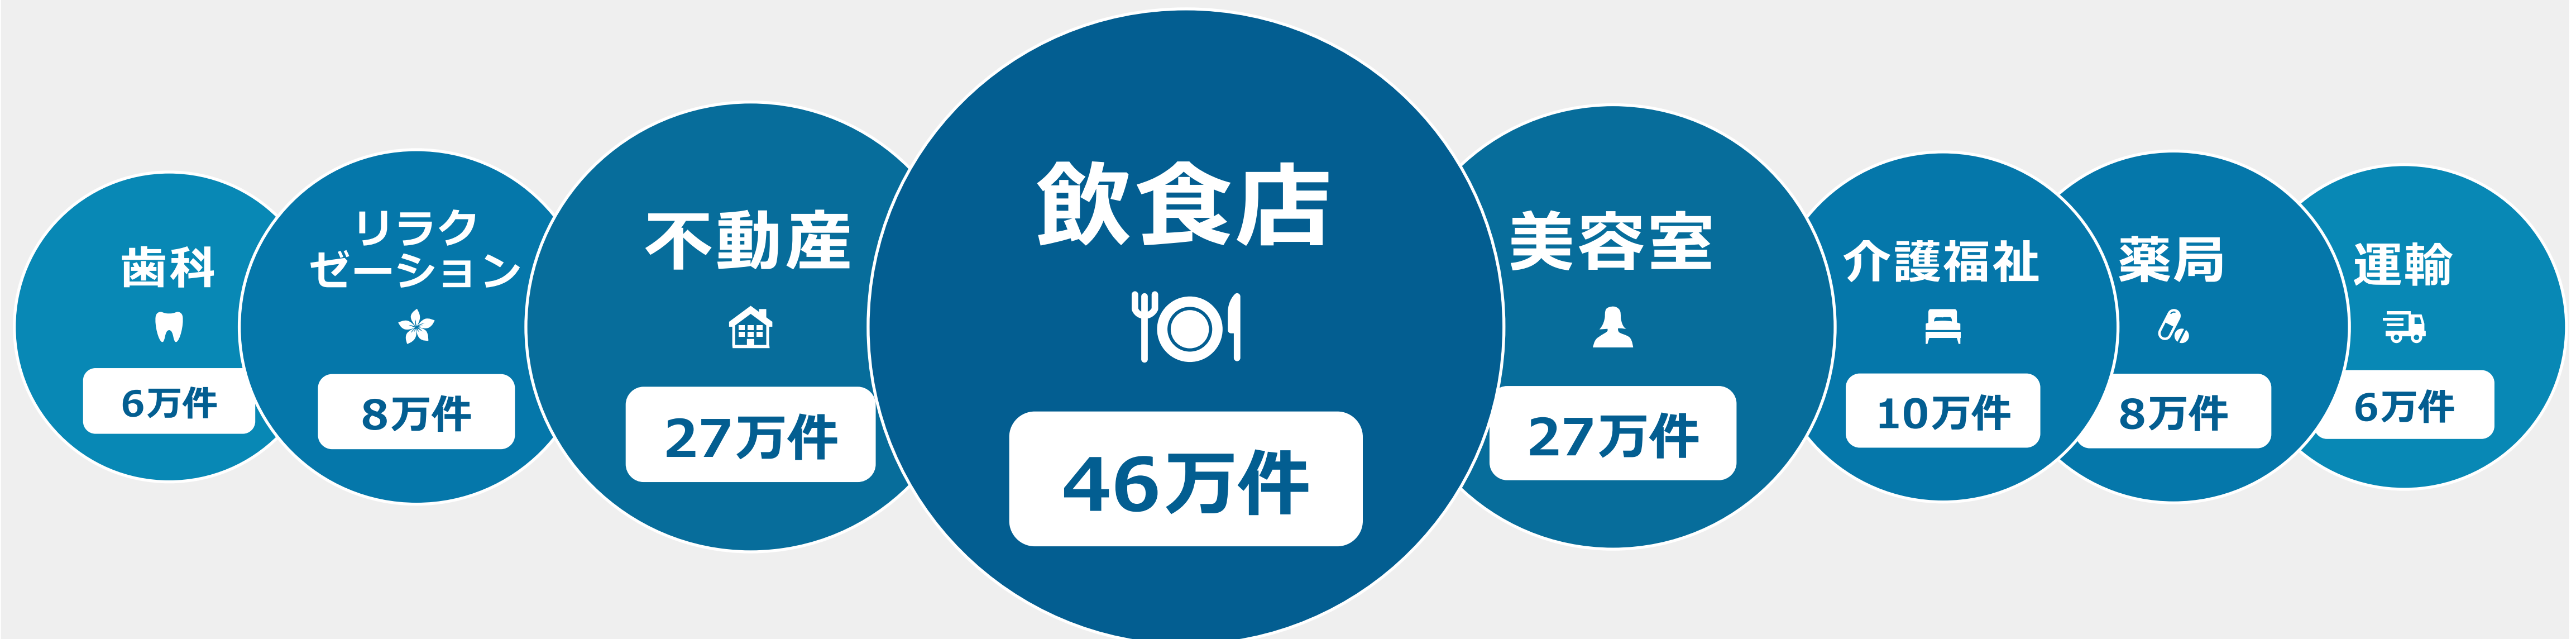 歯科
6万件
リラク
ゼーション
8万件
不動産
27万件
飲食店
46万件
美容室
27万件
介護福祉
10万件
薬局
8万件
運輸
6万件